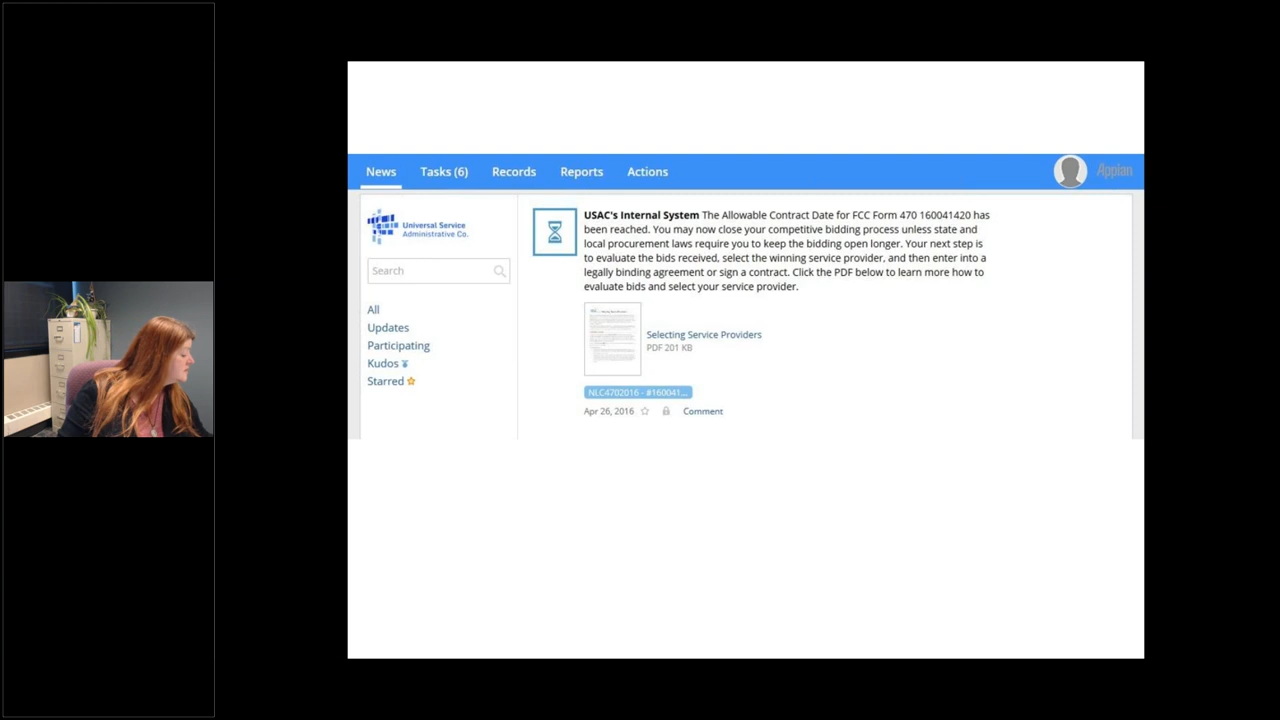 News Tasks (6) Records Reports Actions
Appian
Universal Service
Administrative Co.
Search
All
Updates
Participating
Kudos
Starred
USAC's Internal System The Allowable Contract Date for FCC Form 470 160041420 has
been reached. You may now close your competitive bidding process unless state and
local procurement laws require you to keep the bidding open longer. Your next step is
to evaluate the bids received, select the winning service provider, and then enter into a
legally binding agreement or sign a contract. Click the PDF below to learn more how to
evaluate bids and select your service provider.
Selecting Service Providers
PDF 201 KB
NLC4702016 - #160041...
Apr 26, 2016 Comment